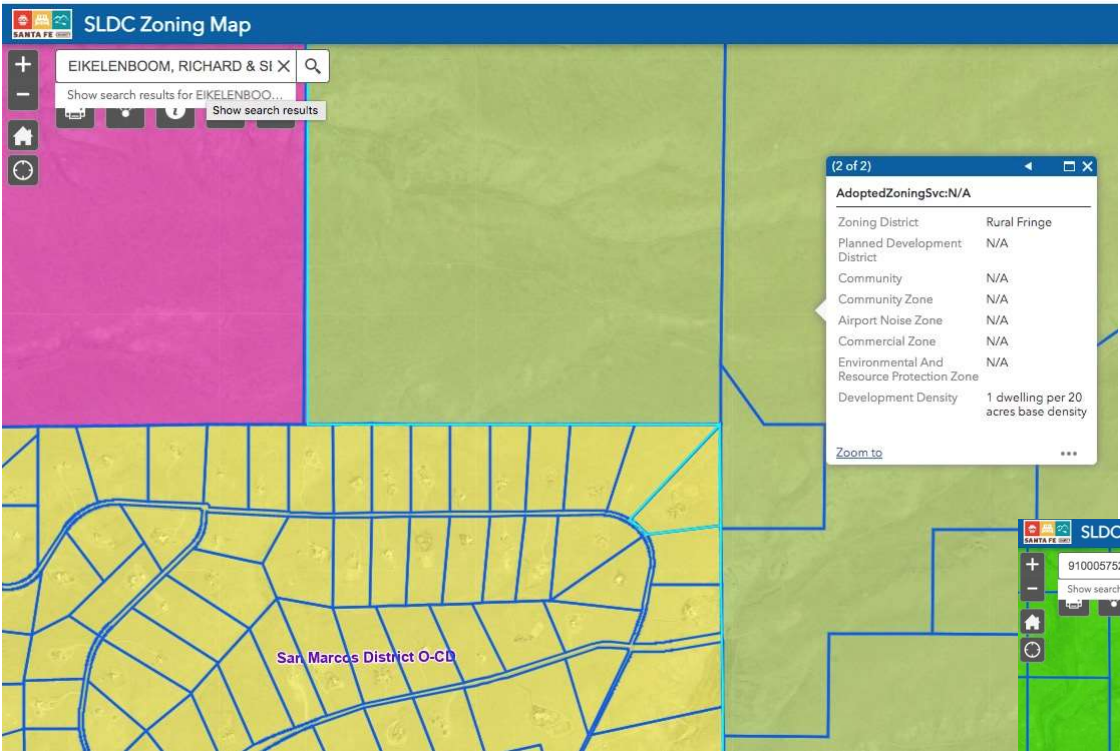 SANTA FE COUNTY
SLDC Zoning Map
+
EIKELENBOOM, RICHARD & SI
Show search results for EIKELENBOO...
Show search results
(2 of 2)
AdoptedZoningSvc:N/A
Zoning District Rural Fringe
Planned Development N/A
District
Community N/A
Community Zone N/A
Airport Noise Zone N/A
Commercial Zone N/A
Environmental And N/A
Resource Protection Zone
Development Density 1 dwelling per 20
acres base density
Zoom to
San Marcos District O-CD
SANTA FE COUNTY
SLDC
+
91000575
Show search